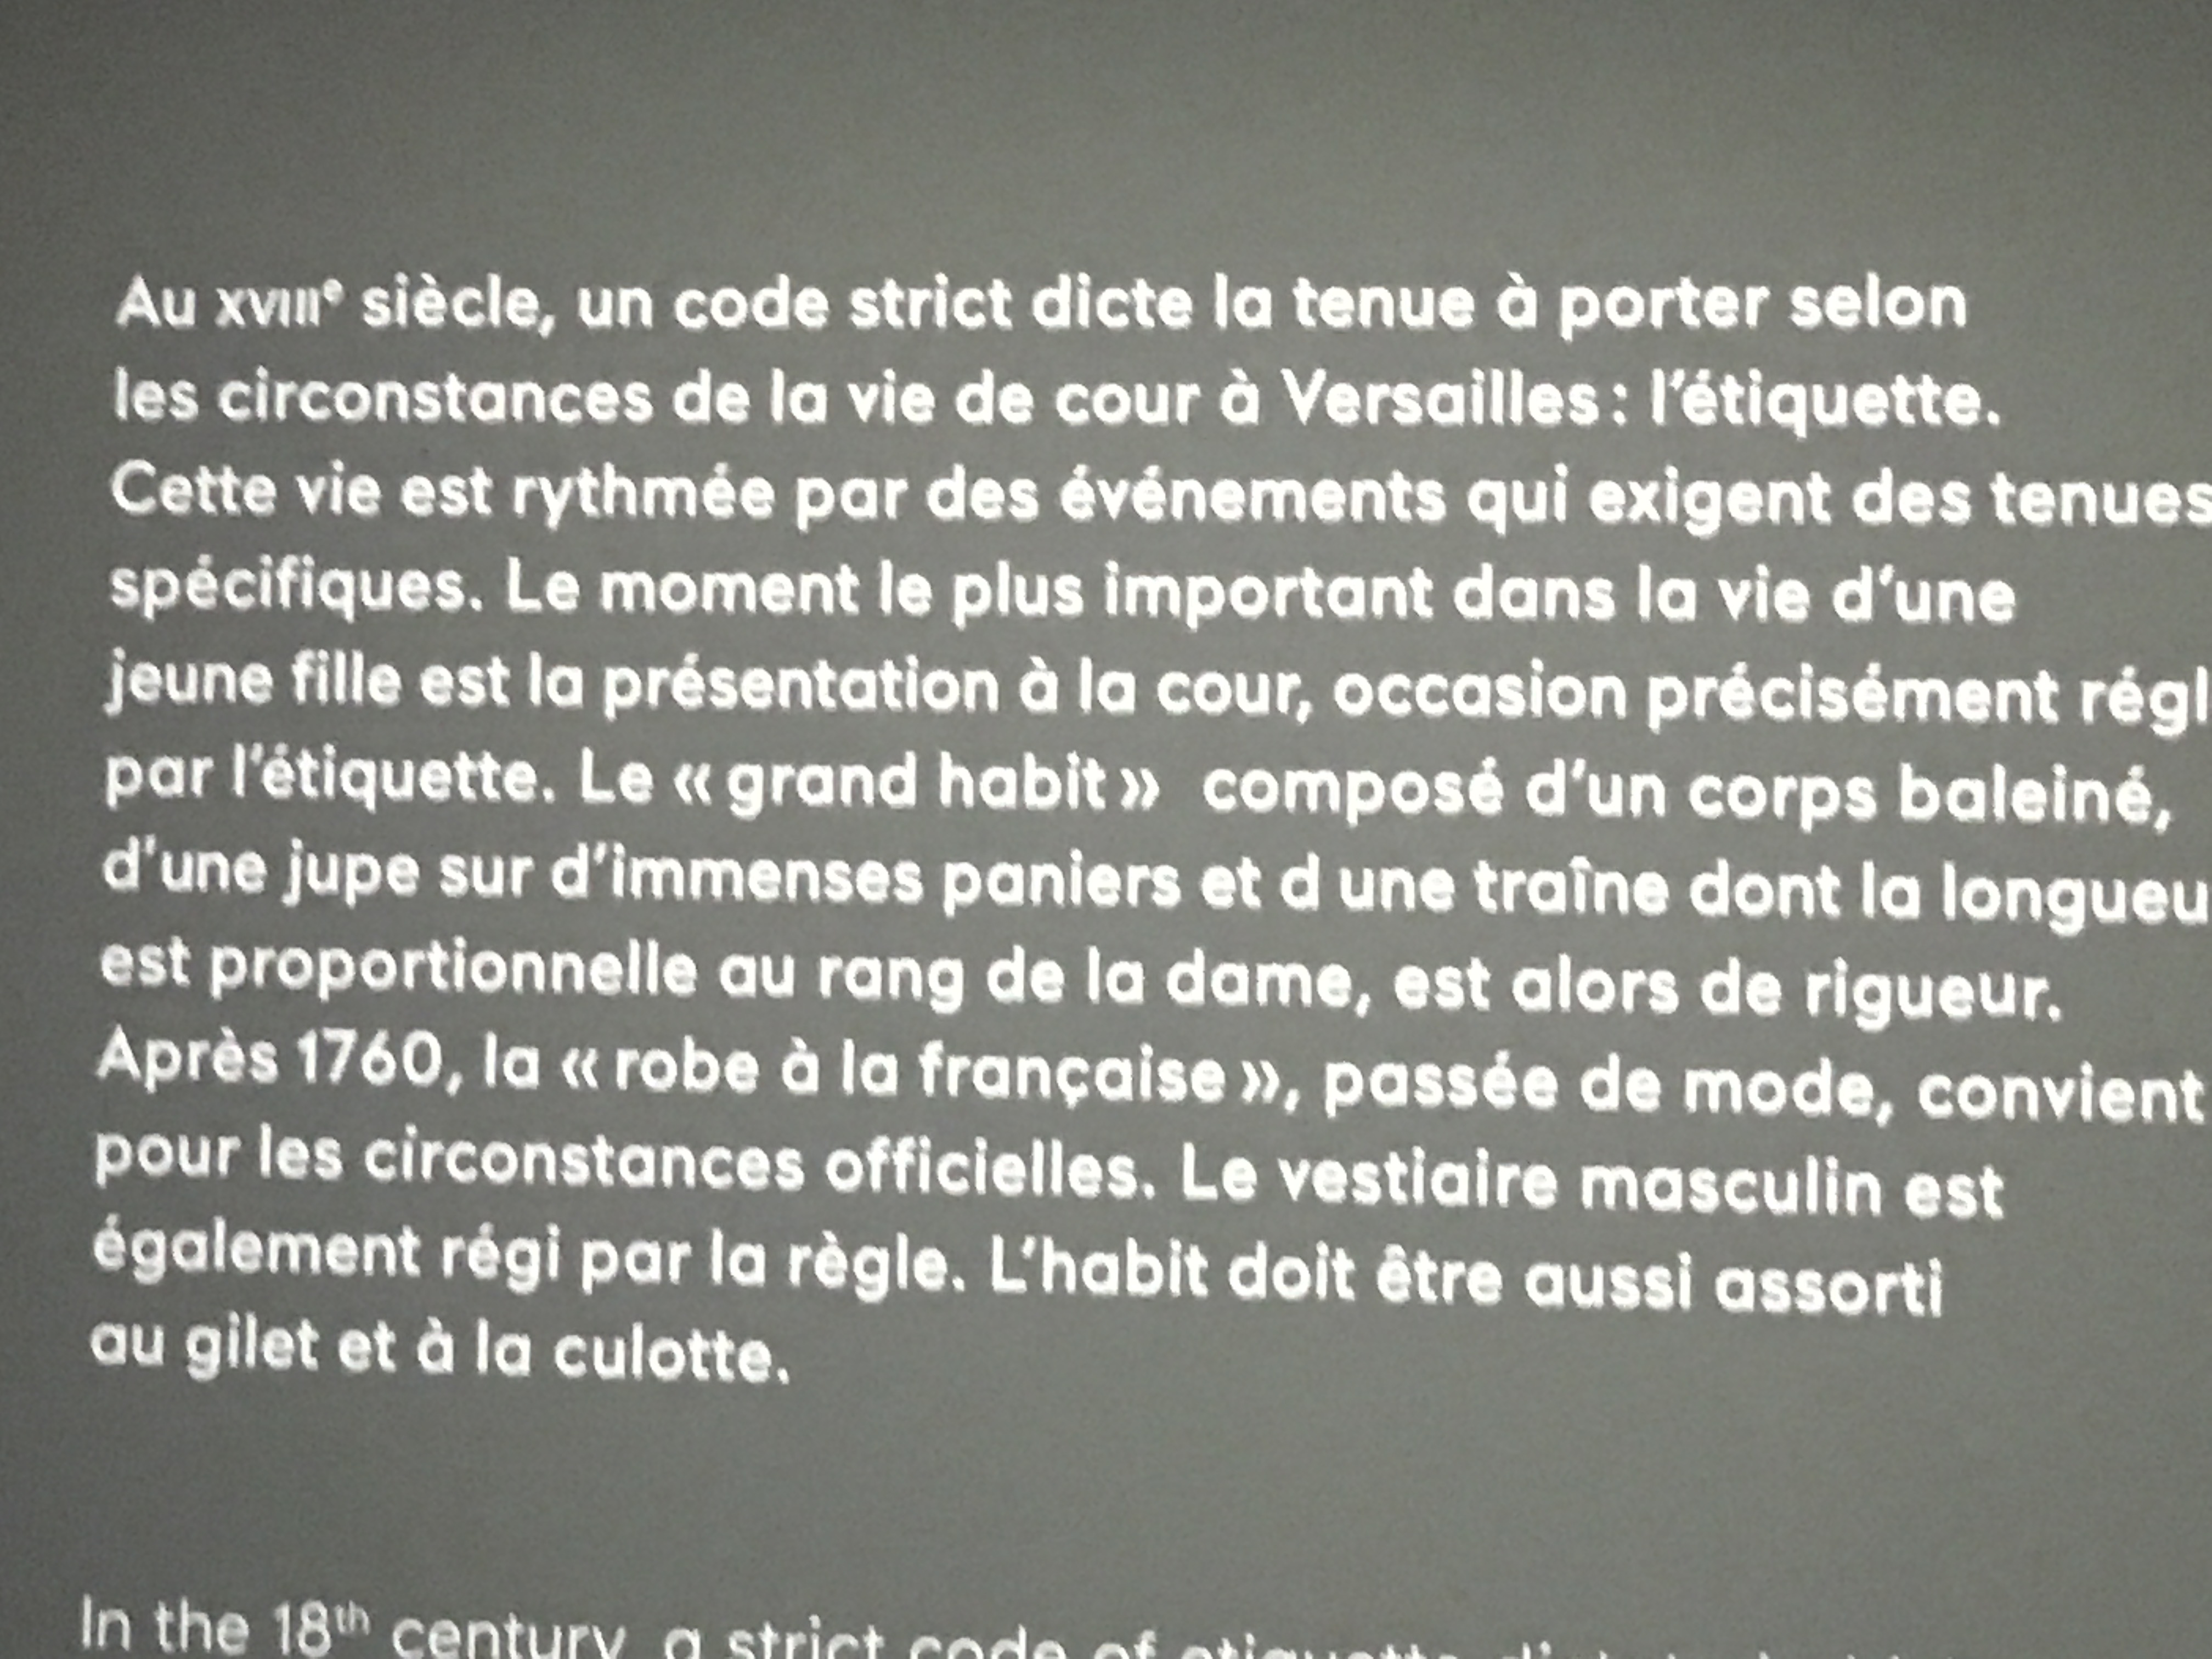 Au XVIIIe siècle, un code strict dicte la tenue à porter selon
les circonstances de la vie de cour à Versailles : l'étiquette.
Cette vie est rythmée par des événements qui exigent des tenues
spécifiques. Le moment le plus important dans la vie d'une
jeune fille est la présentation à la cour, occasion précisément régl
par l'étiquette. Le « grand habit » composé d'un corps baleiné,
d'une jupe sur d'immenses paniers et d une traîne dont la longueu
est proportionnelle au rang de la dame, est alors de rigueur.
Après 1760, la « robe à la française », passée de mode, convient
pour les circonstances officielles. Le vestiaire masculin est
également régi par la règle. L'habit doit être aussi assorti
au gilet et à la culotte.
In the 18th century, a strict code of etiquette